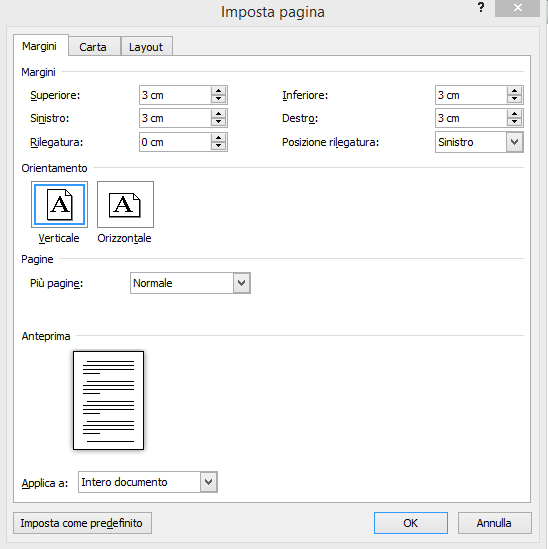 Imposta pagina ?
Margini Carta Layout
Margini
Superiore: 3 cm Inferiore: 3 cm
Sinistro: 3 cm Destro: 3 cm
Rilegatura: 0 cm Posizione rilegatura: Sinistro
Orientamento
A A
Verticale Orizzontale
Pagine
Più pagine: Normale
Anteprima
Applica a: Intero documento
Imposta come predefinito OK Annulla